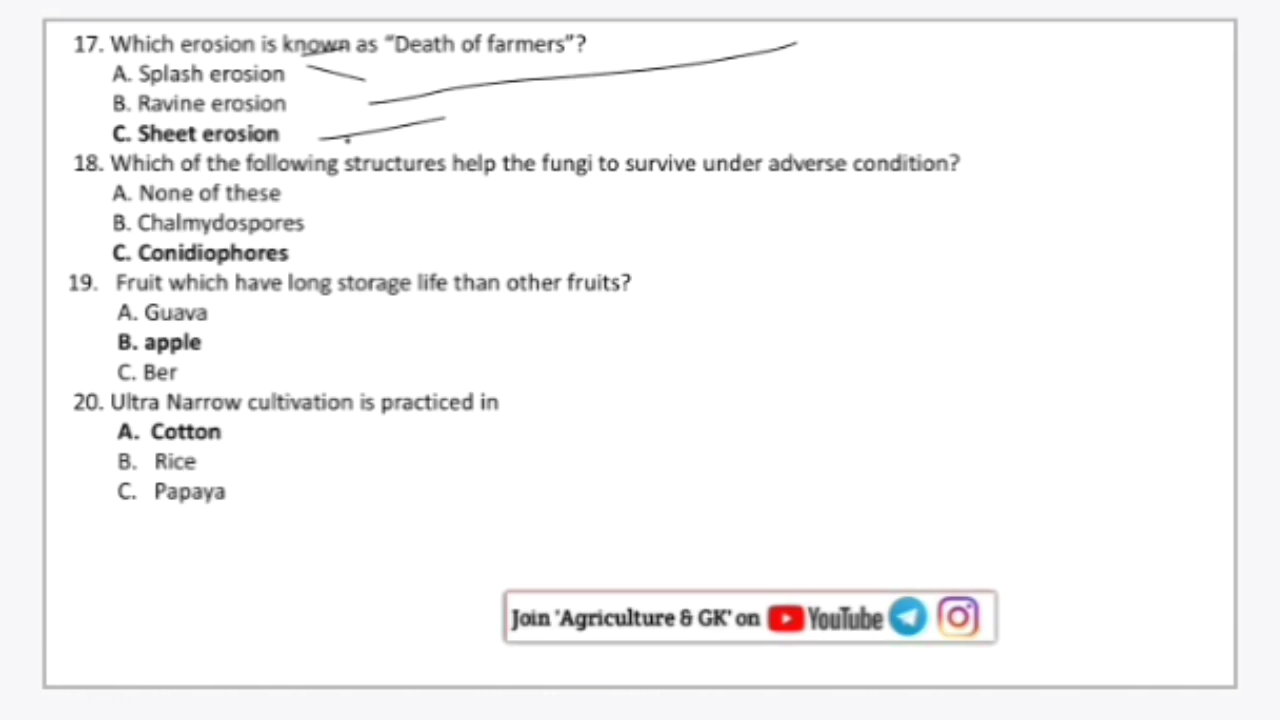 17. Which erosion is known as “Death of farmers”?
A. Splash erosion
B. Ravine erosion
C. Sheet erosion
18. Which of the following structures help the fungi to survive under adverse condition?
A. None of these
B. Chalmydospores
C. Conidiophores
19. Fruit which have long storage life than other fruits?
A. Guava
B. apple
C. Ber
20. Ultra Narrow cultivation is practiced in
A. Cotton
B. Rice
C. Papaya
Join 'Agriculture & GK' on YouTube